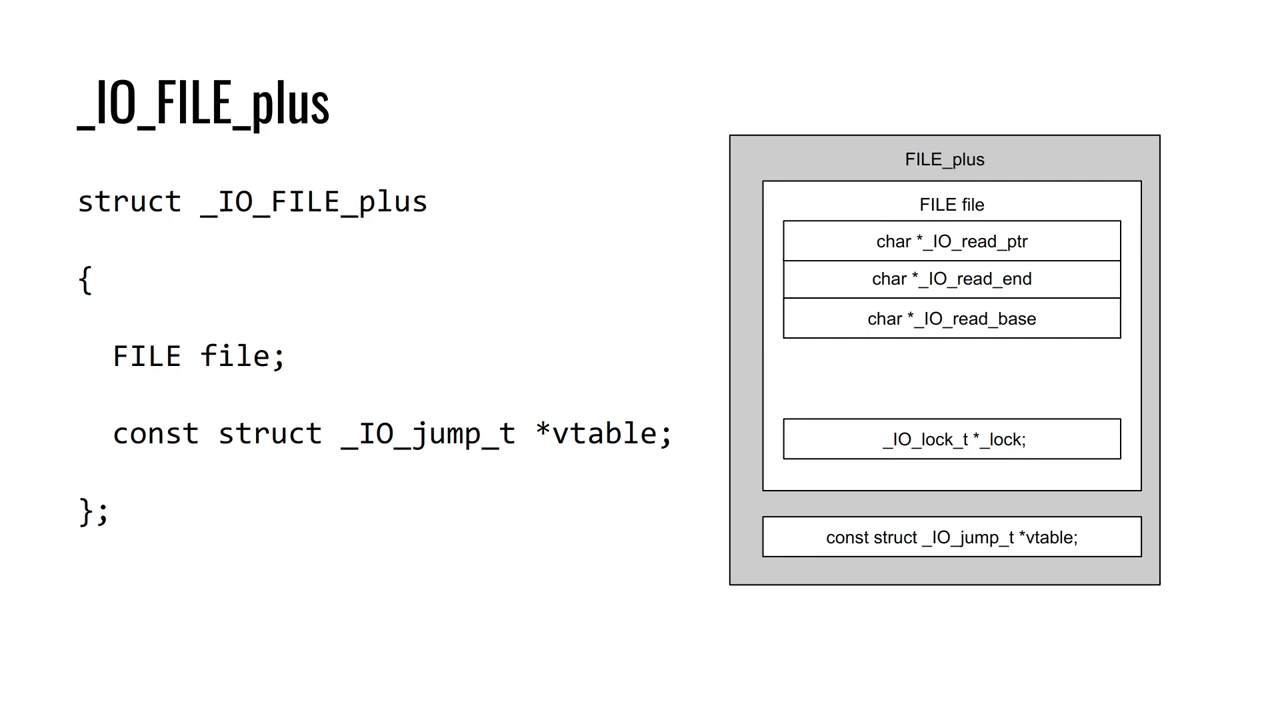 _IO_FILE_plus
struct _IO_FILE_plus
{
FILE file;
const struct _IO_jump_t *vtable;
};
FILE_plus
FILE file
char *_IO_read_ptr
char *_IO_read_end
char *_IO_read_base
_IO_lock_t *_lock;
const struct _IO_jump_t *vtable;